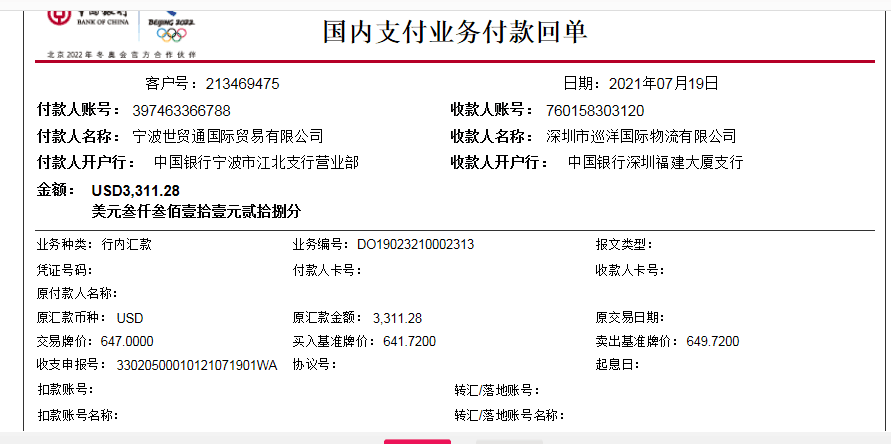 BANK OF CHINA BEIJING 2022
国内支付业务付款回单
北京2022年冬奥会官方合作伙伴
客户号：213469475 日期：2021年07月19日
付款人账号：397463366788 收款人账号：760158303120
付款人名称：宁波世贸通国际贸易有限公司 收款人名称：深圳市巡洋国际物流有限公司
付款人开户行：中国银行宁波市江北支行营业部 收款人开户行：中国银行深圳福建大厦支行
金额：USD3,311.28
美元叁仟叁佰壹拾壹元贰拾捌分
业务种类：行内汇款 业务编号：DO19023210002313 报文类型：
凭证号码： 付款人卡号： 收款人卡号：
原付款人名称：
原汇款币种：USD 原汇款金额：3,311.28 原交易日期：
交易牌价：647.0000 买入基准牌价：641.7200 卖出基准牌价：649.7200
收支申报号：33020500010121071901WA 协议号： 起息日：
扣款账号： 转汇/落地账号：
扣款账号名称： 转汇/落地账号名称：